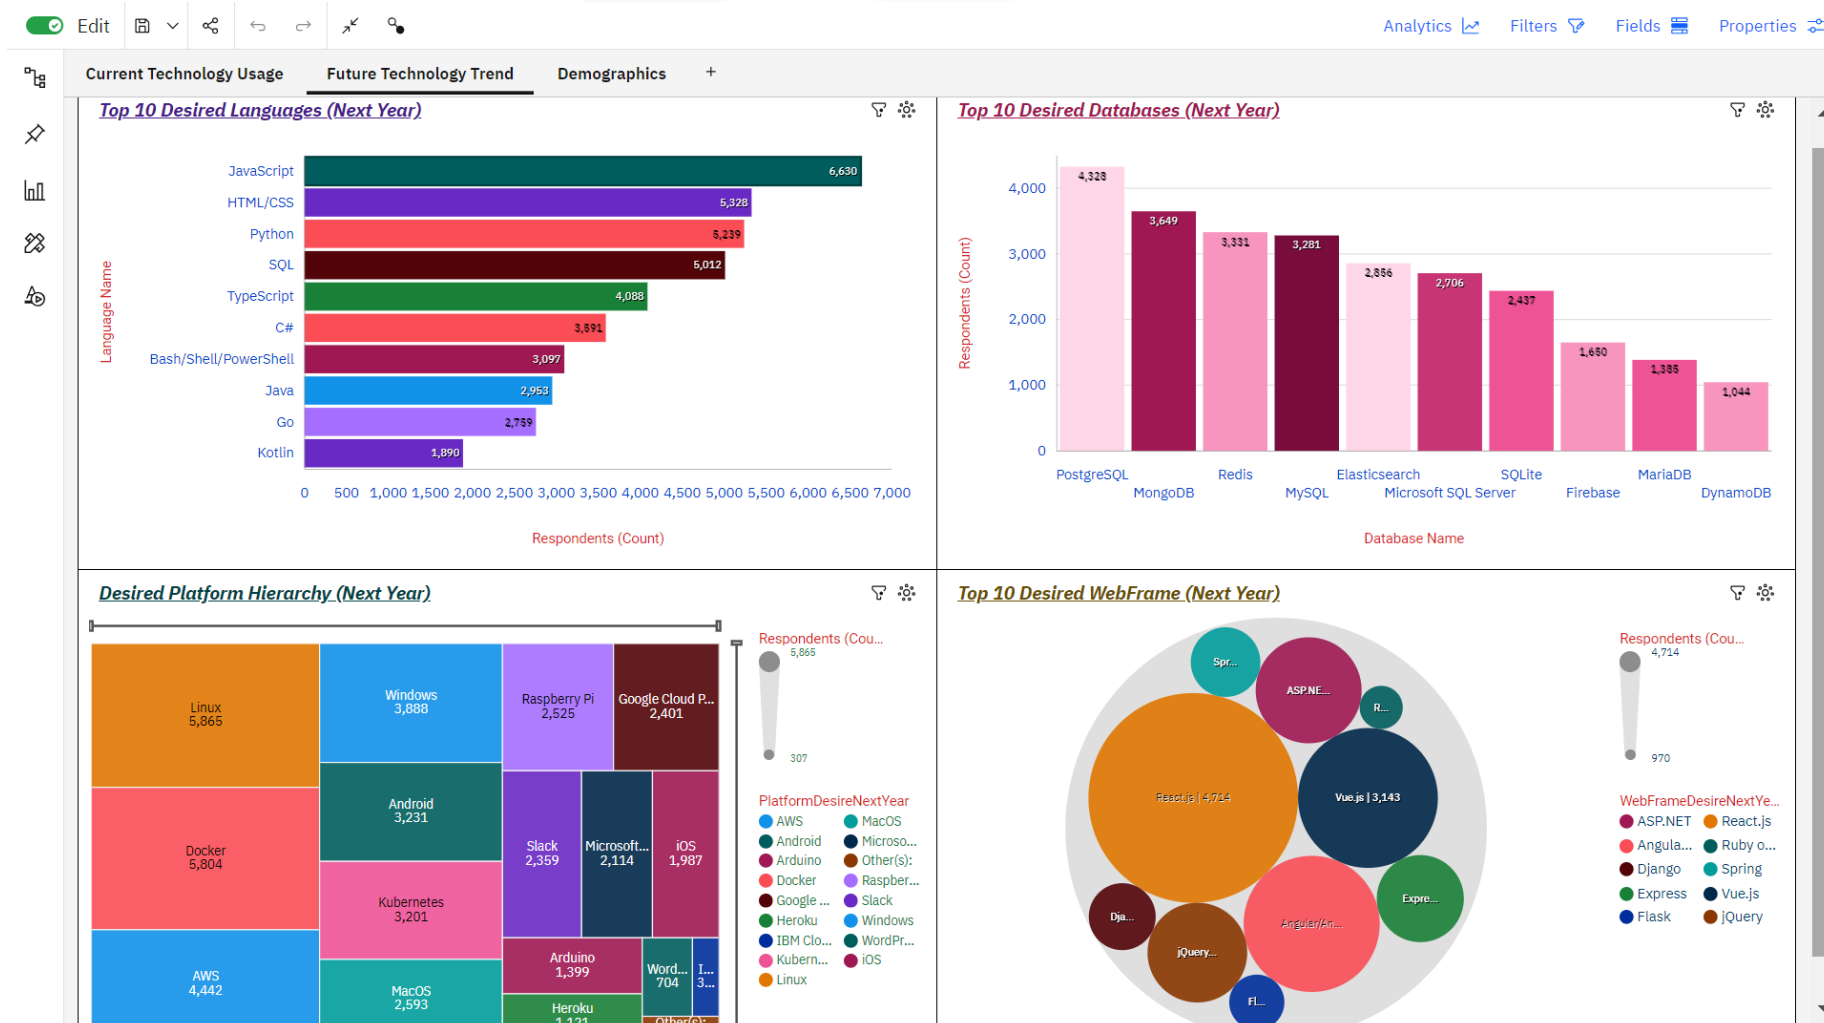 Edit
Analytics
Filters
Fields
Properties
Current Technology Usage
Future Technology Trend
Demographics
+
Top 10 Desired Languages (Next Year)
Language Name
JavaScript 6,630
HTML/CSS 5,328
Python 5,239
SQL 5,012
TypeScript 4,088
C# 3,591
Bash/Shell/PowerShell 3,097
Java 2,953
Go 2,759
Kotlin 1,890
0 500 1,000 1,500 2,000 2,500 3,000 3,500 4,000 4,500 5,000 5,500 6,000 6,500 7,000
Respondents (Count)
Top 10 Desired Databases (Next Year)
Respondents (Count)
4,000
3,000
2,000
1,000
0
4,328
3,649
3,331
3,281
2,856
2,706
2,437
1,650
1,385
1,044
PostgreSQL
MongoDB
Redis
MySQL
Elasticsearch
Microsoft SQL Server
SQLite
Firebase
MariaDB
DynamoDB
Database Name
Desired Platform Hierarchy (Next Year)
Linux
5,865
Docker
5,804
AWS
4,442
Windows
3,888
Android
3,231
Kubernetes
3,201
MacOS
2,593
Raspberry Pi
2,525
Google Cloud P...
2,401
Slack
2,359
Microsoft...
2,114
iOS
1,987
Arduino
1,399
Heroku
1,121
Word...
704
I...
3...
Other(s):
Respondents (Cou...
5,865
307
PlatformDesireNextYear
AWS
Android
Arduino
Docker
Google ...
Heroku
IBM Clo...
Kubern...
Linux
MacOS
Microso...
Other(s):
Raspber...
Slack
Windows
WordPr...
iOS
Top 10 Desired WebFrame (Next Year)
Spr...
ASP.NE...
R...
React.js | 4,714
Vue.js | 3,143
Expre...
Angular/An...
Dja...
jQuery...
Fl...
Respondents (Cou...
4,714
970
WebFrameDesireNextYe...
ASP.NET
Angula...
Django
Express
Flask
React.js
Ruby o...
Spring
Vue.js
jQuery